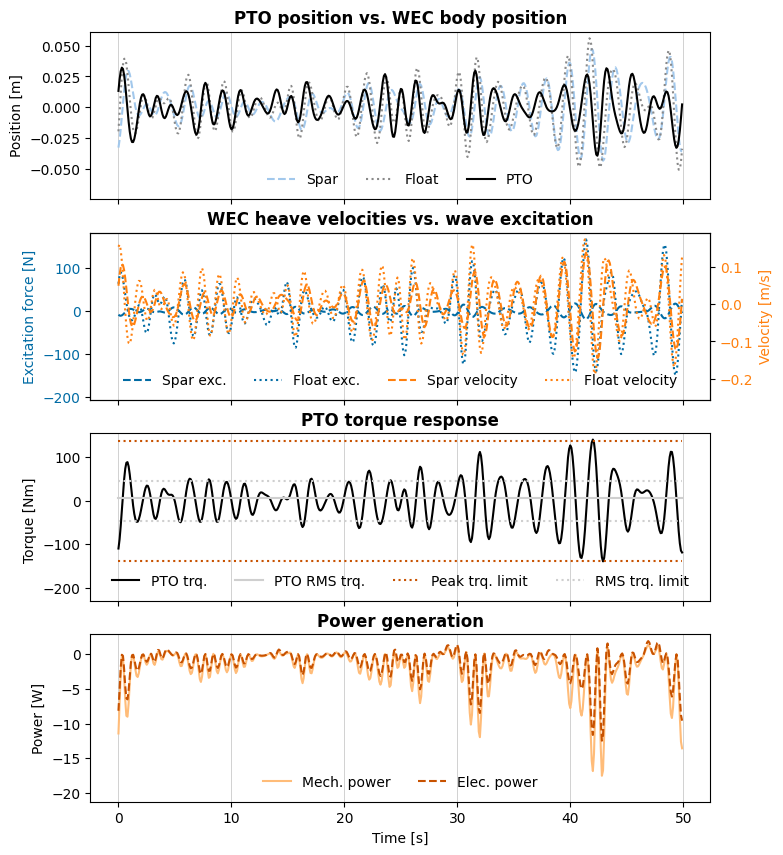 PTO position vs. WEC body position
Position [m]
0.050
0.025
0.000
−0.025
−0.050
Spar Float PTO
WEC heave velocities vs. wave excitation
Excitation force [N]
100
0
−100
−200
0.1
0.0
−0.1
−0.2
Velocity [m/s]
Spar exc. Float exc. Spar velocity Float velocity
PTO torque response
Torque [Nm]
100
0
−100
−200
PTO trq. PTO RMS trq. Peak trq. limit RMS trq. limit
Power generation
Power [W]
0
−5
−10
−15
−20
Mech. power Elec. power
0 10 20 30 40 50
Time [s]